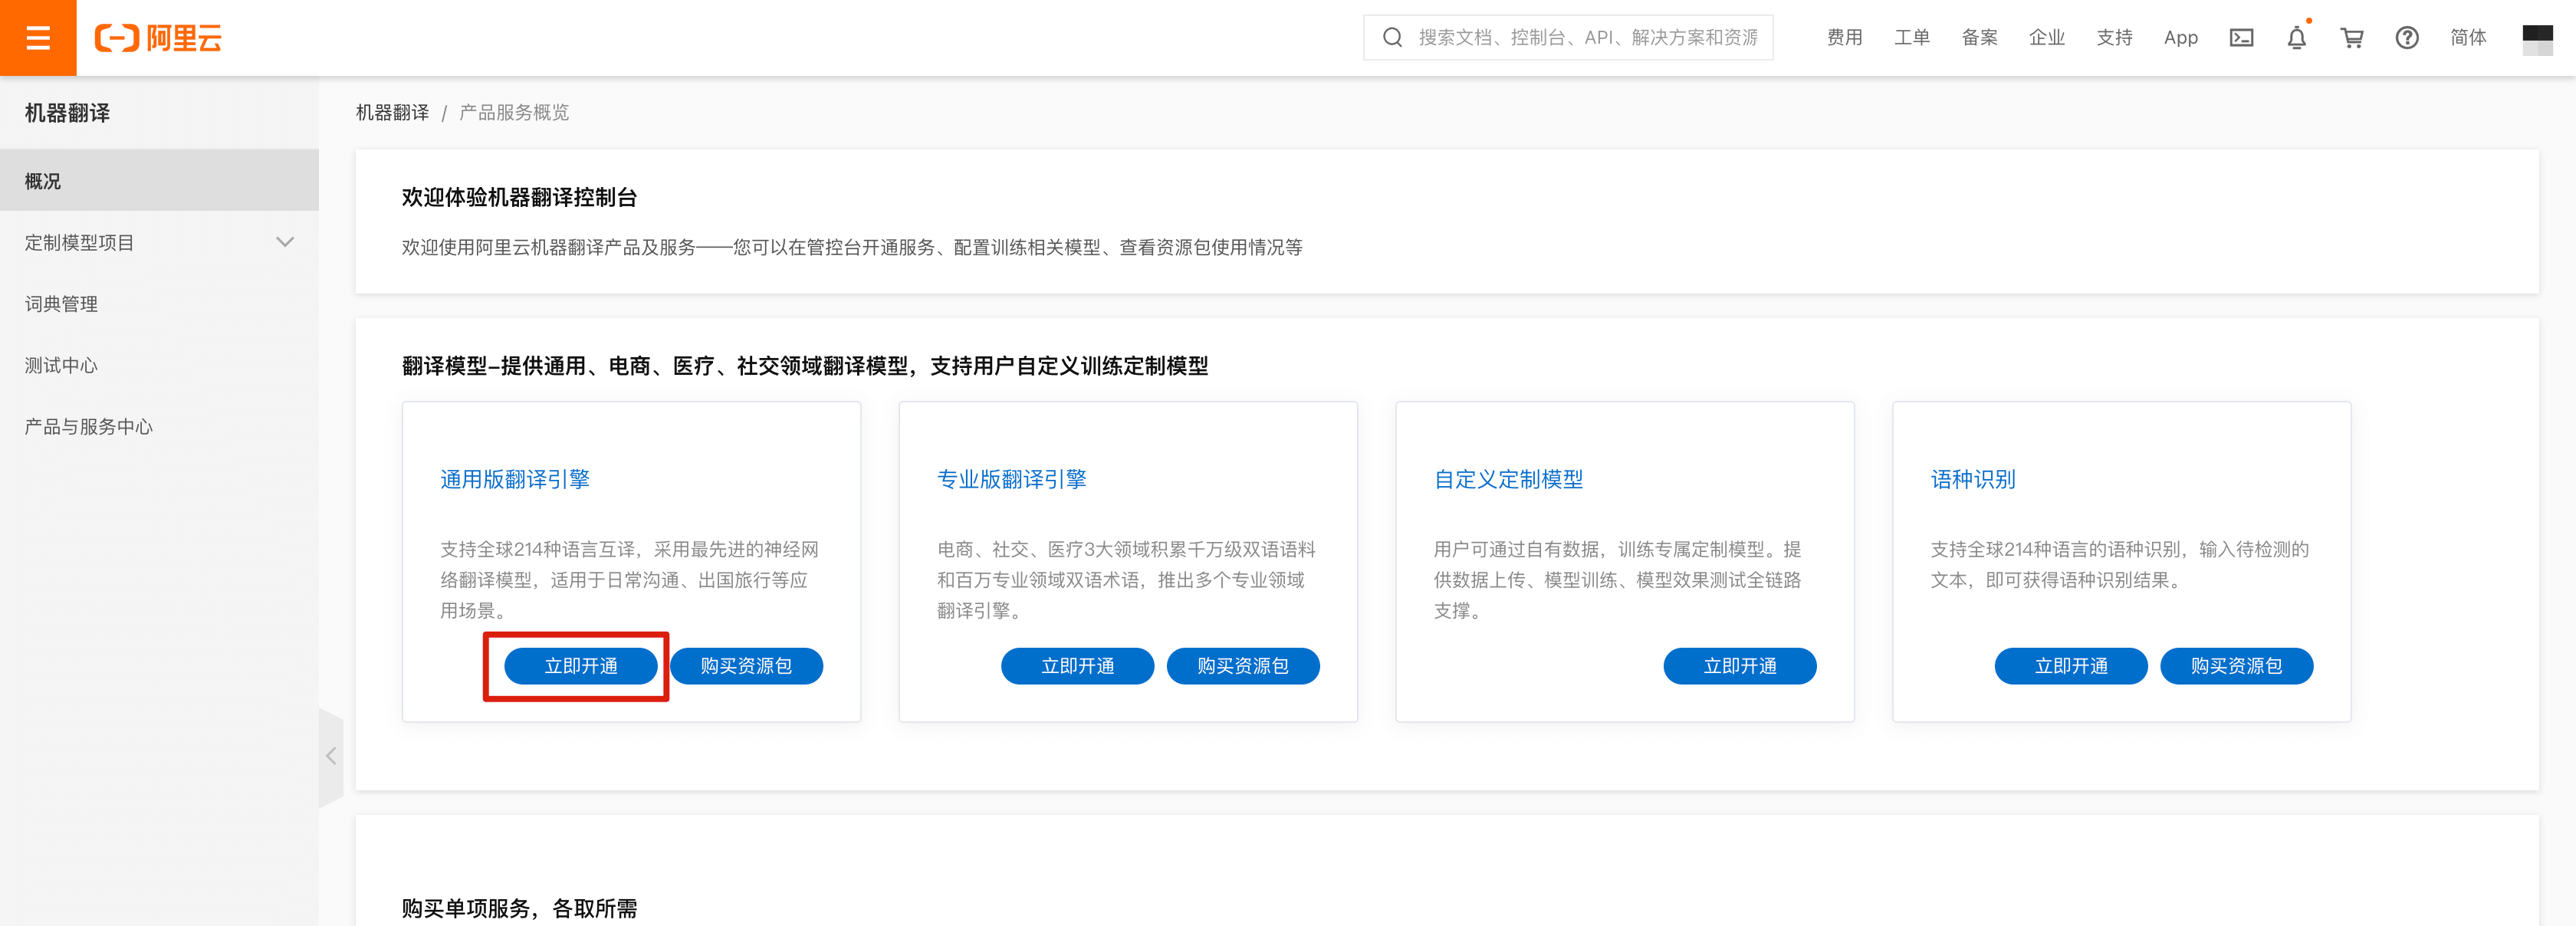 阿里云
搜索文档、控制台、API、解决方案和资源
费用
工单
备案
企业
支持
App
简体
机器翻译
概况
定制模型项目
词典管理
测试中心
产品与服务中心
机器翻译 / 产品服务概览
欢迎体验机器翻译控制台
欢迎使用阿里云机器翻译产品及服务——您可以在管控台开通服务、配置训练相关模型、查看资源包使用情况等
翻译模型-提供通用、电商、医疗、社交领域翻译模型，支持用户自定义训练定制模型
通用版翻译引擎
支持全球214种语言互译，采用最先进的神经网
络翻译模型，适用于日常沟通、出国旅行等应
用场景。
立即开通
购买资源包
专业版翻译引擎
电商、社交、医疗3大领域积累千万级双语语料
和百万专业领域双语术语，推出多个专业领域
翻译引擎。
立即开通
购买资源包
自定义定制模型
用户可通过自有数据，训练专属定制模型。提
供数据上传、模型训练、模型效果测试全链路
支撑。
立即开通
语种识别
支持全球214种语言的语种识别，输入待检测的
文本，即可获得语种识别结果。
立即开通
购买资源包
购买单项服务，各取所需